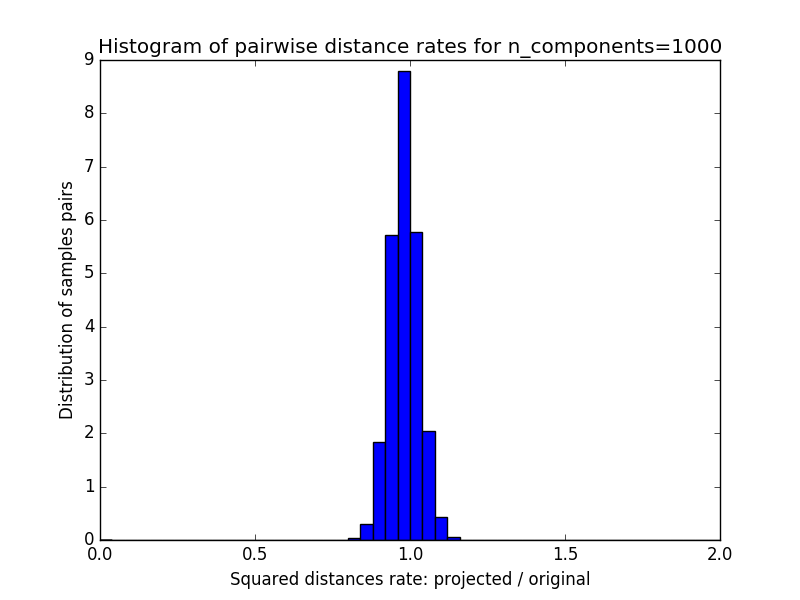 Histogram of pairwise distance rates for n_components=1000
9
8
7
6
5
4
3
2
1
0
Distribution of samples pairs
0.0 0.5 1.0 1.5 2.0
Squared distances rate: projected / original